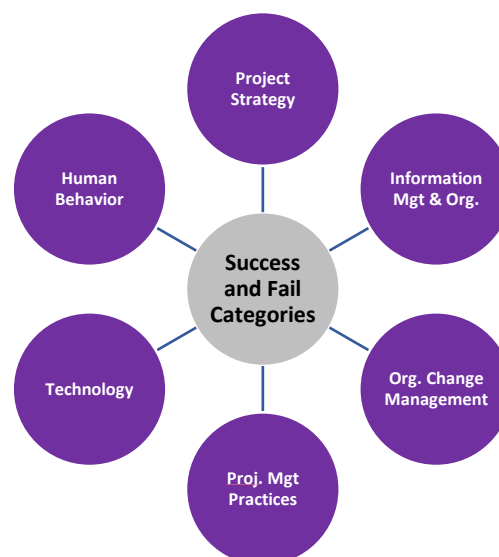 Project
Strategy
Human
Behavior
Information
Mgt & Org.
Success
and Fail
Categories
Technology
Org. Change
Management
Proj. Mgt
Practices